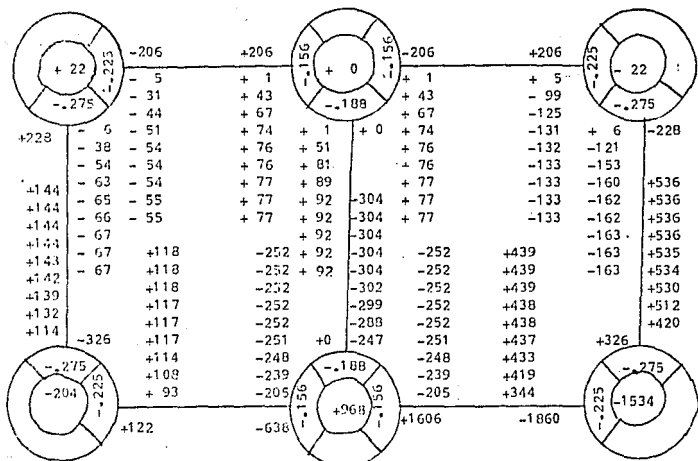 -206 +206 -206 +206
+ 22 -.225 -.156 + 0 -.156 -.225 - 22
- 5 + 1 + 1 + 5
- 31 + 43 + 43 - 99
-.275 -.188 -.275
- 44 + 67 + 67 -125
+228 - 6 - 51 + 74 + 1 + 0 + 74 -131 + 6 -228
- 38 - 54 + 76 + 51 + 76 -132 -121
- 54 - 54 + 76 + 81 + 76 -133 -153
+144 - 63 - 54 + 77 + 89 + 77 -133 -160 +536
+144 - 65 - 55 + 77 + 92 -304 + 77 -133 -162 +536
+144 - 66 - 55 + 77 + 92 -304 + 77 -133 -162 +536
+144 - 67 + 92 -304 -163 +536
+143 - 67 +118 -252 + 92 -304 -252 +439 -163 +535
+142 - 67 +118 -252 + 92 -304 -252 +439 -163 +534
+139 +118 -252 -302 -252 +439 +530
+132 +117 -252 -299 -252 +438 +512
+114 +117 -252 -288 -252 +438 +420
-326 +117 -251 +0 -247 -251 +437 +326
-.275 +114 -248 -.188 -248 +433 -.275
+108 -239 -239 +419
-204 -.225 + 93 -205 -.156 +968 -.156 -205 +344 -.225 -1534
+122 -638 +1606 -1860